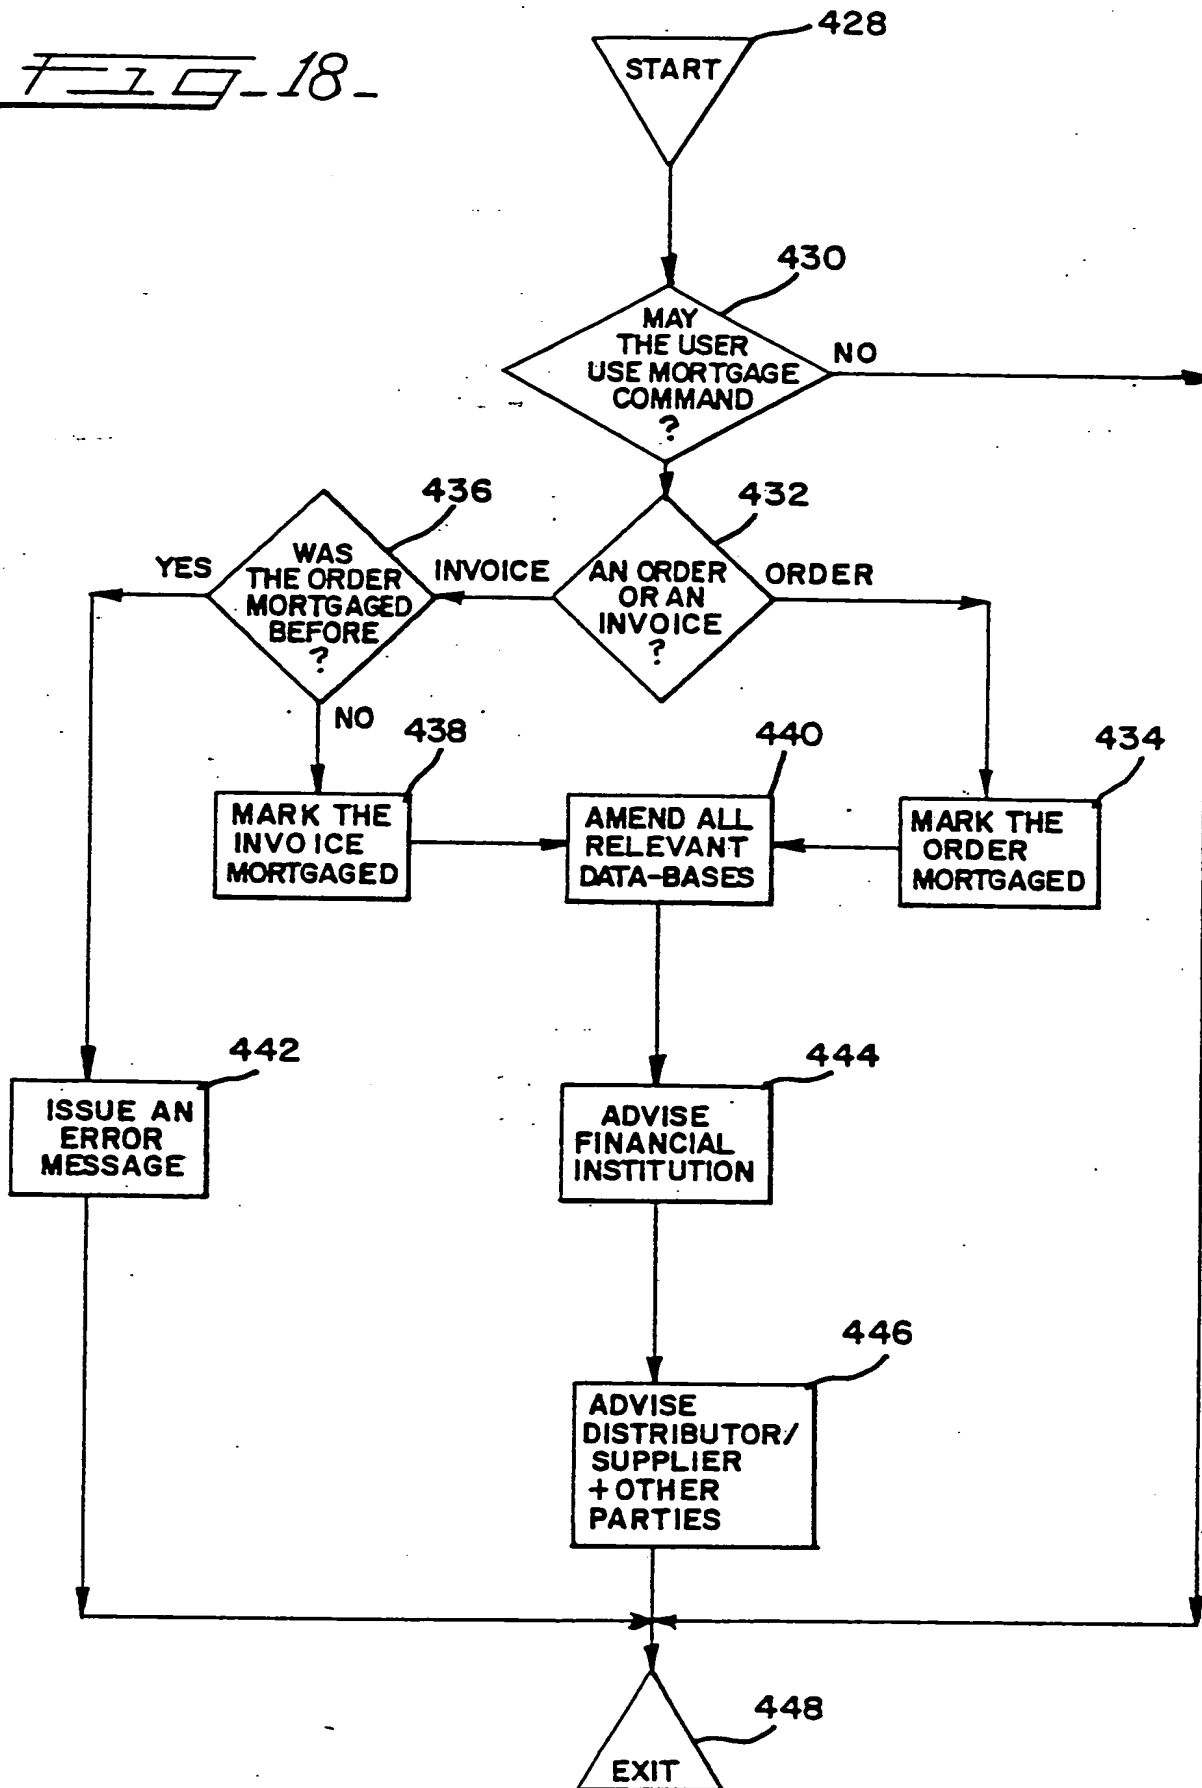 Fig-18-
428
START
430
MAY
THE USER
USE MORTGAGE
COMMAND
?
NO
436
432
YES
WAS
THE ORDER
MORTGAGED
BEFORE
?
INVOICE
AN ORDER
OR AN
INVOICE
?
ORDER
NO
438
440
434
MARK THE
INVOICE
MORTGAGED
AMEND ALL
RELEVANT
DATA-BASES
MARK THE
ORDER
MORTGAGED
442
444
ISSUE AN
ERROR
MESSAGE
ADVISE
FINANCIAL
INSTITUTION
446
ADVISE
DISTRIBUTOR/
SUPPLIER
+ OTHER
PARTIES
448
EXIT